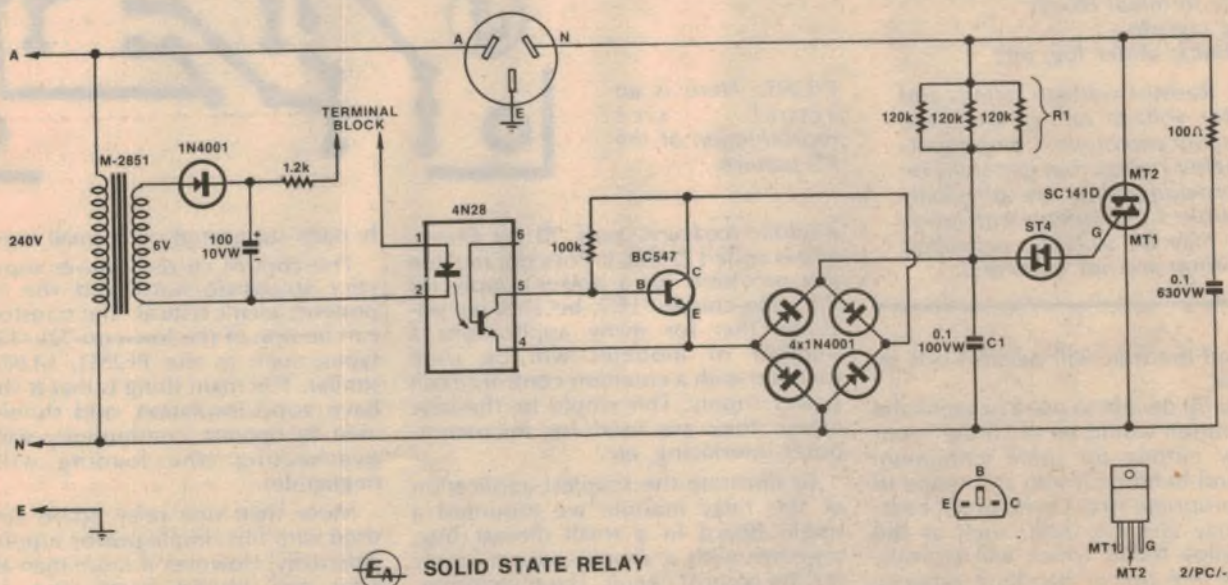 A
A
N
E
TERMINAL
BLOCK
M-2851
1N4001
1.2k
240V
6V
100
10VW
4N28
1
6
5
4
100k
BC547
B
C
E
4x1N4001
120k
120k
120k
R1
0.1
100VW
C1
ST4
SC141D
MT2
G
MT1
100Ω
0.1
630VW
N
E
EA SOLID STATE RELAY
B
E
C
MT1
G
MT2
2/PC/-